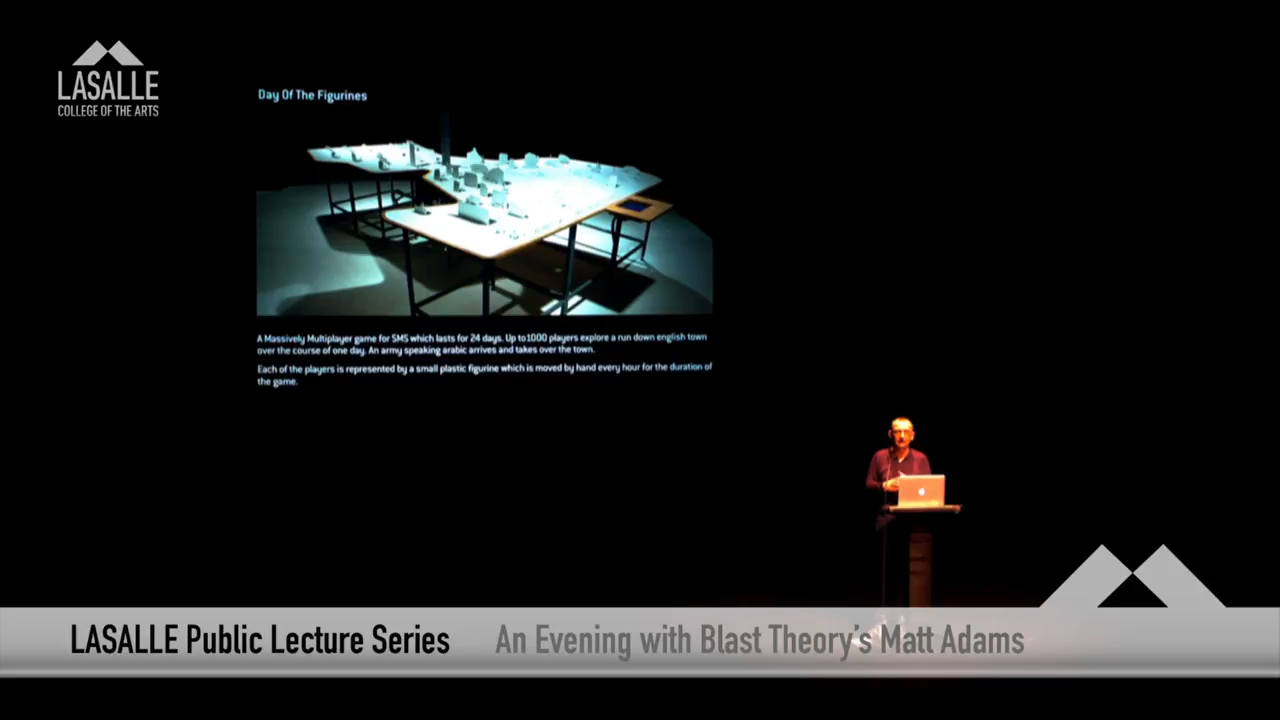 LASALLE
COLLEGE OF THE ARTS
Day Of The Figurines
A Massively Multiplayer game for SMS which lasts for 24 days. Up to1000 players explore a run down english town
over the course of one day. An army speaking arabic arrives and takes over the town.
Each of the players is represented by a small plastic figurine which is moved by hand every hour for the duration of
the game.
LASALLE Public Lecture Series An Evening with Blast Theory's Matt Adams